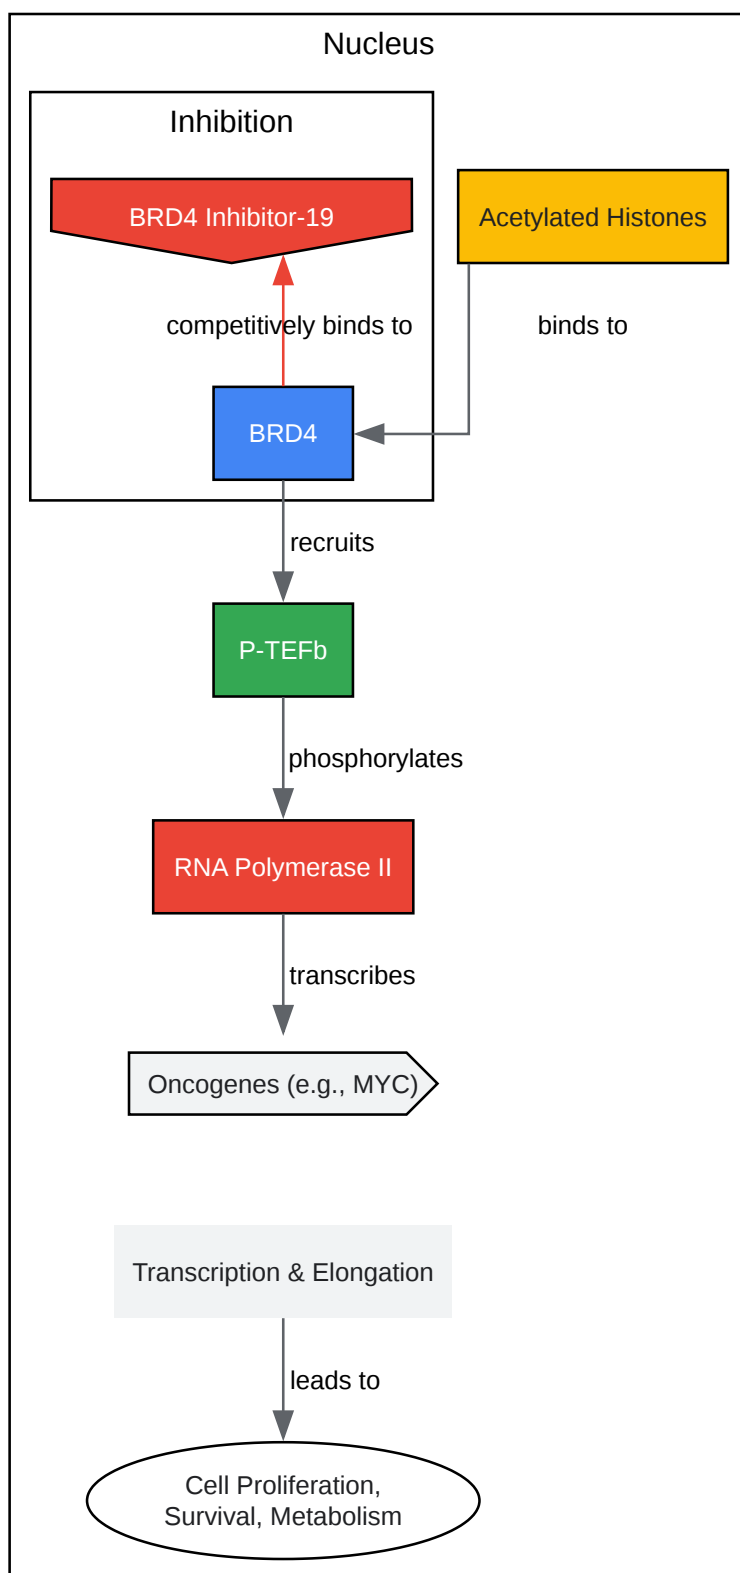 Nucleus
Inhibition
BRD4 Inhibitor-19
Acetylated Histones
competitively binds to
binds to
BRD4
recruits
P-TEFb
phosphorylates
RNA Polymerase II
transcribes
Oncogenes (e.g., MYC)
Transcription & Elongation
leads to
Cell Proliferation,
Survival, Metabolism